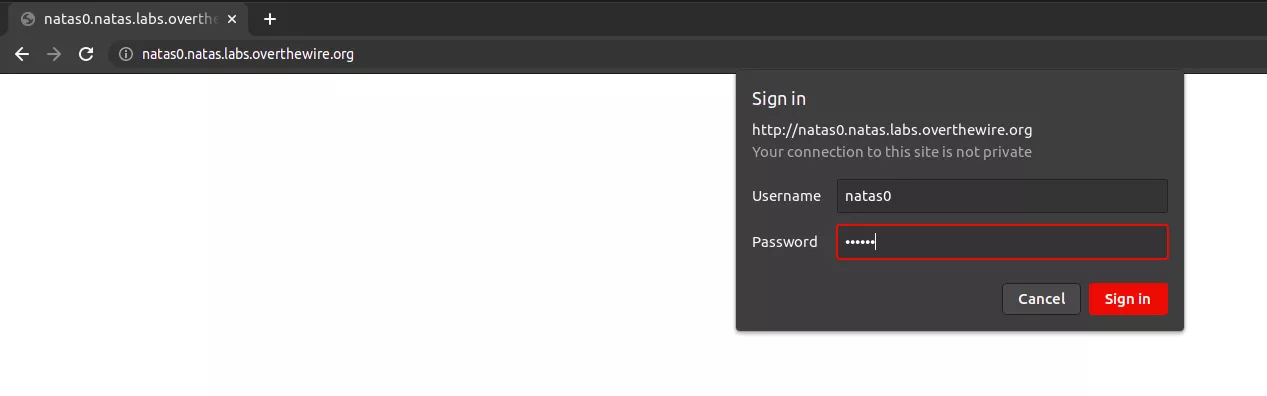 natas0.natas.labs.overthe
natas0.natas.labs.overthewire.org
Sign in
http://natas0.natas.labs.overthewire.org
Your connection to this site is not private
Username natas0
Password ••••••
Cancel Sign in